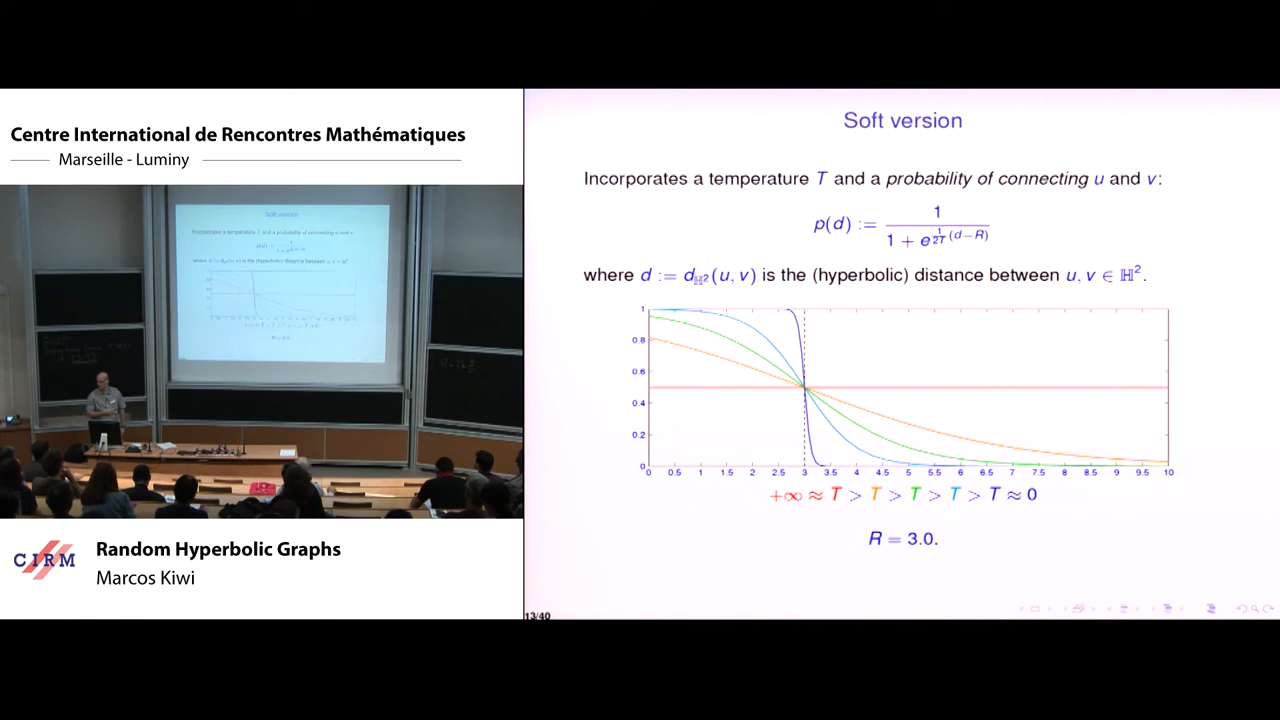 Centre International de Rencontres Mathématiques
Marseille - Luminy
Soft version
Incorporates a temperature T and a probability of connecting u and v:
p(d) := 1 / (1 + e^{\frac{1}{2T}(d−R)})
where d := d_{ℍ²}(u, v) is the (hyperbolic) distance between u, v ∈ ℍ².
1
0.8
0.6
0.4
0.2
0
0 0.5 1 1.5 2 2.5 3 3.5 4 4.5 5 5.5 6 6.5 7 7.5 8 8.5 9 9.5 10
+∞ ≈ T > T > T > T > T ≈ 0
R = 3.0.
13/40
CIRM
Random Hyperbolic Graphs
Marcos Kiwi